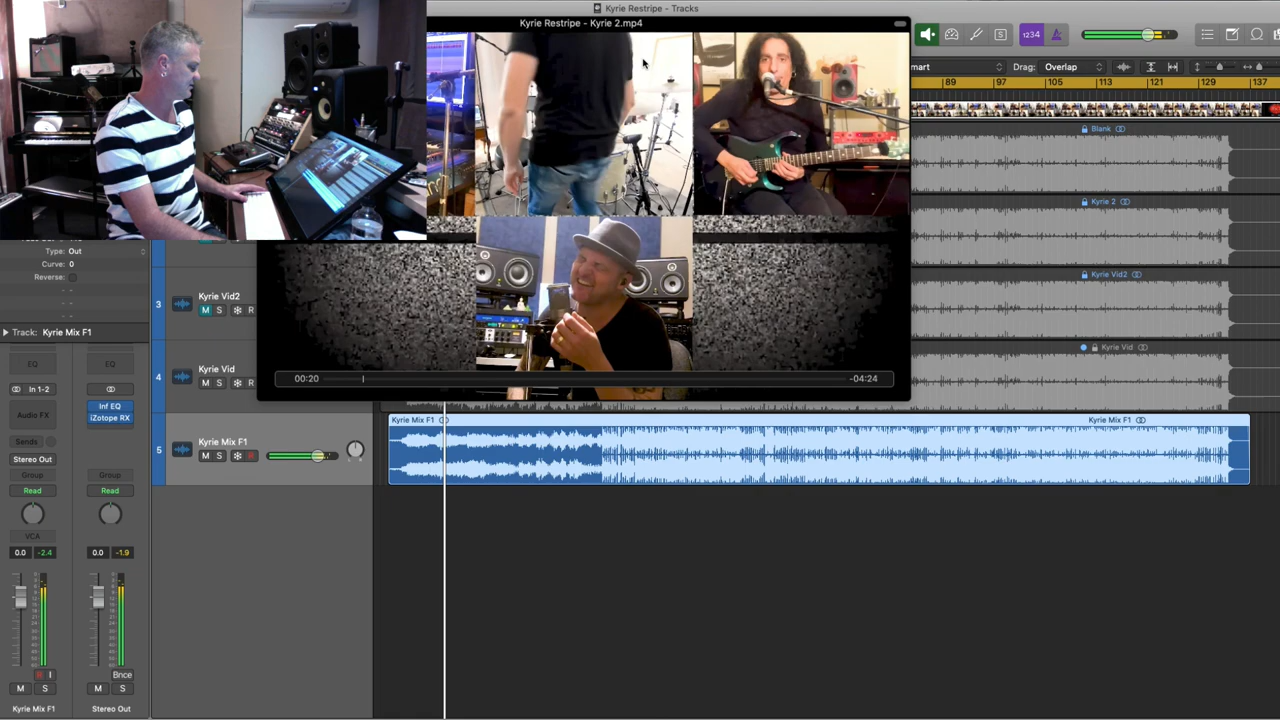 Kyrie Restripe - Tracks
Kyrie Restripe - Kyrie 2.mp4
S
1234
mart
Drag: Overlap
89 97 105 113 121 129 137
Blank
Kyrie 2
Kyrie Vid2
Kyrie Vid
00:20
-04:24
Type: Out
Curve: 0
Reverse:
Track: Kyrie Mix F1
EQ
EQ
In 1-2
Inf EQ
Audio FX
iZotope RX
Sends
Stereo Out
Group
Group
Read
Read
VCA
0.0 -2.4
0.0 -1.9
R I
Bnce
M S
M S
Kyrie Mix F1
Stereo Out
3
Kyrie Vid2
M S R
4
Kyrie Vid
M S R
5
Kyrie Mix F1
M S R
Kyrie Mix F1
Kyrie Mix F1